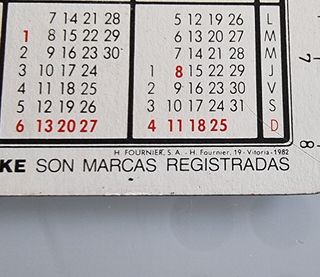 7 14 21 28 5 12 19 26 L
1 8 15 22 29 6 13 20 27 M
2 9 16 23 30 7 14 21 28 M
3 10 17 24 1 8 15 22 29 J
4 11 18 25 2 9 16 23 30 V
5 12 19 26 3 10 17 24 31 S
6 13 20 27 4 11 18 25 D
7
8
H. FOURNIER, S. A. - H. Fournier, 19 - Vitoria - 1982
KE SON MARCAS REGISTRADAS